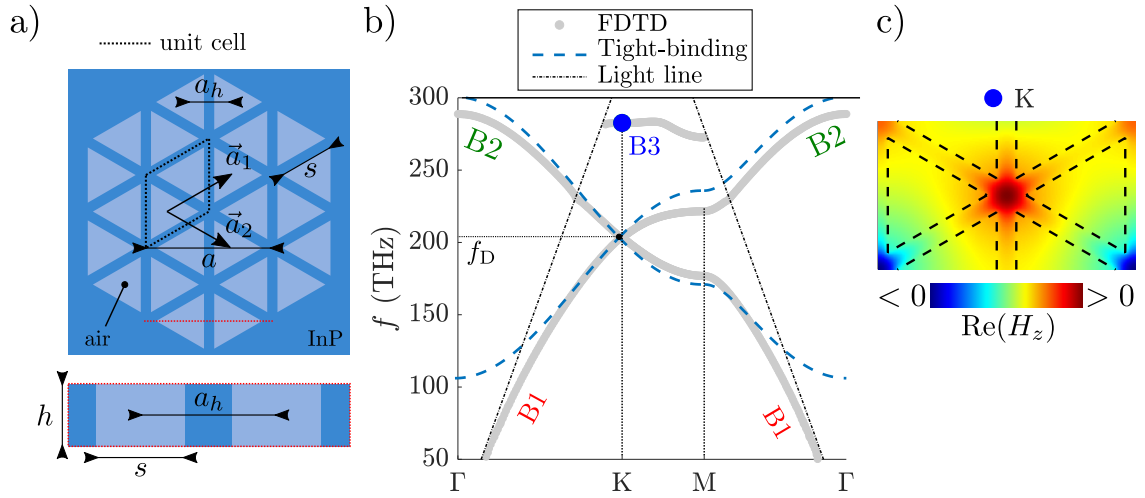 a)
unit cell
a_h
s
a⃗_1
a⃗_2
a
air
InP
h
a_h
s
b)
FDTD
Tight-binding
Light line
f (THz)
300
250
200
150
100
50
f_D
B2
B2
B3
B1
B1
Γ
K
M
Γ
c)
K
< 0
> 0
Re(H_z)